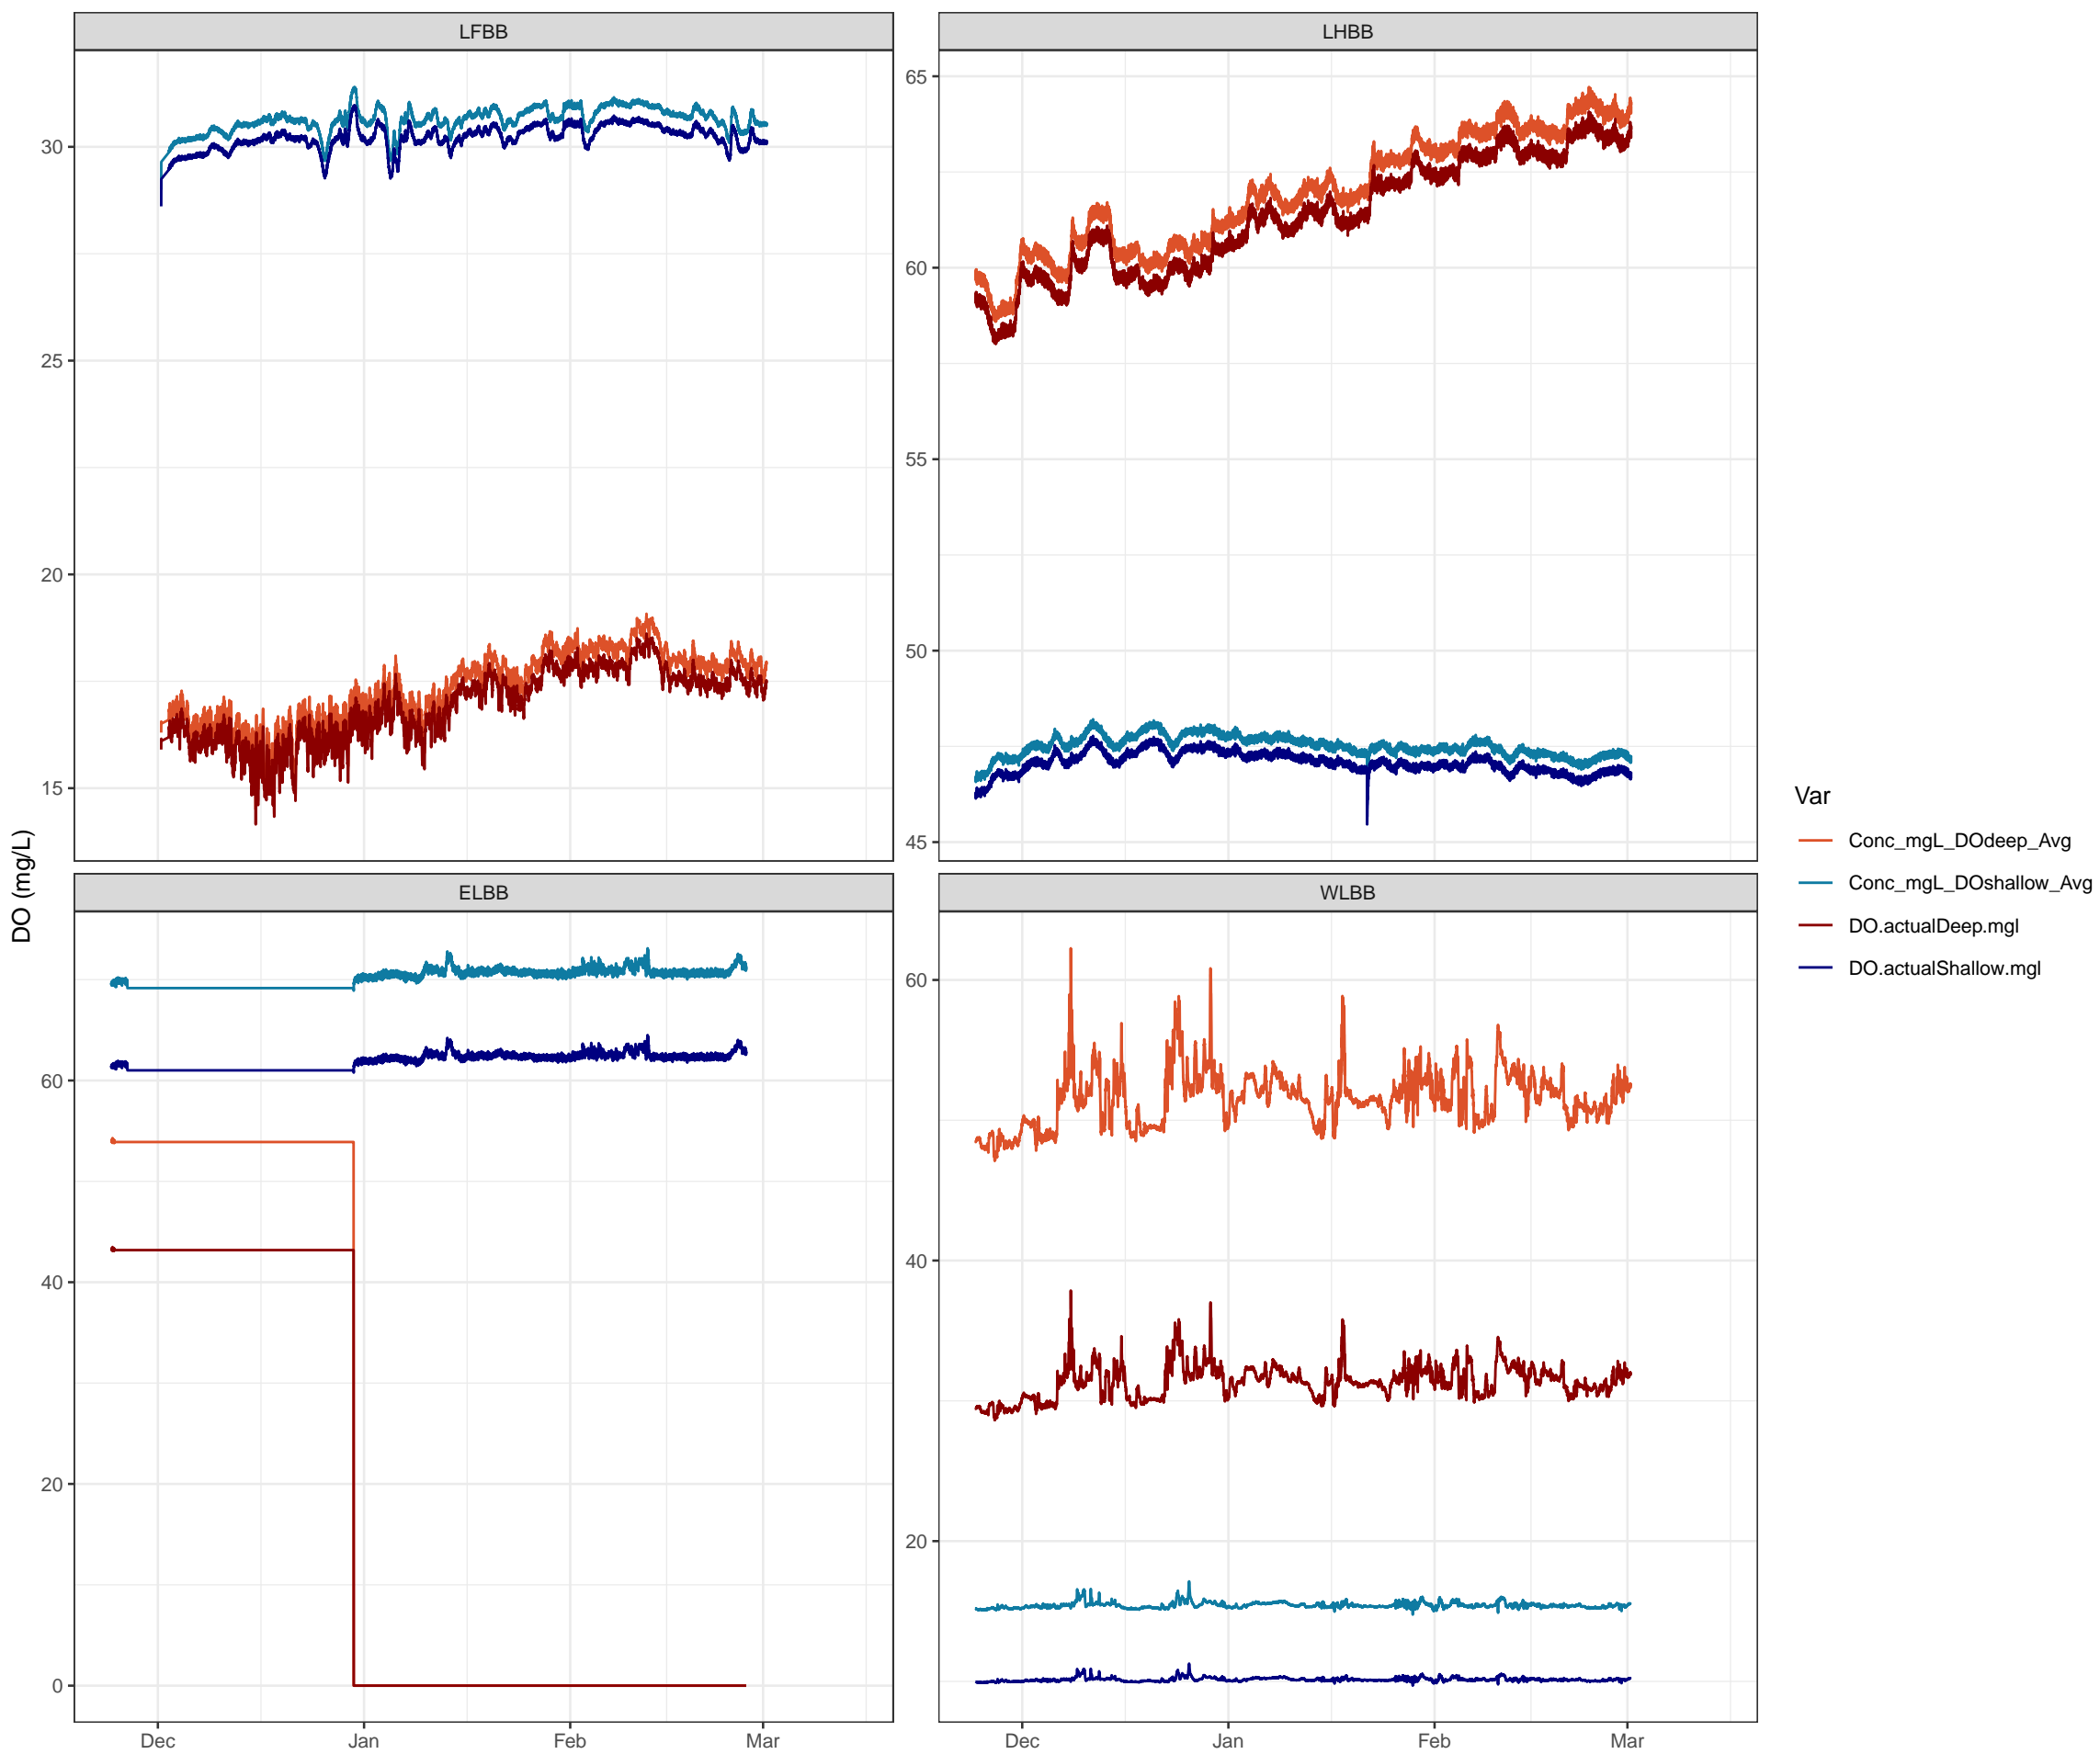 LFBB
LHBB
30
25
20
15
65
60
55
50
45
DO (mg/L)
ELBB
WLBB
60
40
20
0
60
40
20
Dec
Jan
Feb
Mar
Dec
Jan
Feb
Mar
Var
Conc_mgL_DOdeep_Avg
Conc_mgL_DOshallow_Avg
DO.actualDeep.mgl
DO.actualShallow.mgl